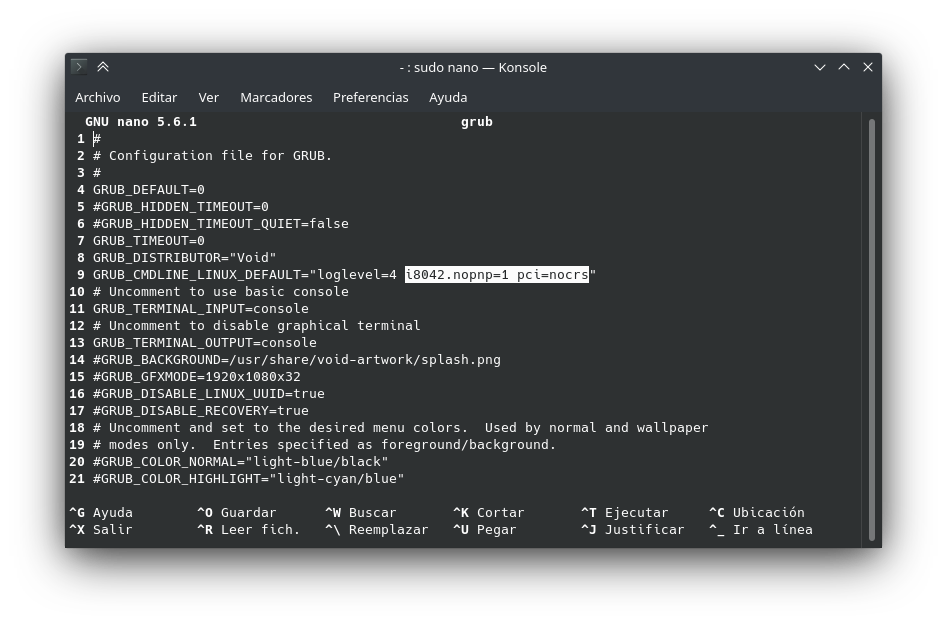 - : sudo nano — Konsole
Archivo Editar Ver Marcadores Preferencias Ayuda
GNU nano 5.6.1 grub
1 #
2 # Configuration file for GRUB.
3 #
4 GRUB_DEFAULT=0
5 #GRUB_HIDDEN_TIMEOUT=0
6 #GRUB_HIDDEN_TIMEOUT_QUIET=false
7 GRUB_TIMEOUT=0
8 GRUB_DISTRIBUTOR="Void"
9 GRUB_CMDLINE_LINUX_DEFAULT="loglevel=4 i8042.nopnp=1 pci=nocrs"
10 # Uncomment to use basic console
11 GRUB_TERMINAL_INPUT=console
12 # Uncomment to disable graphical terminal
13 GRUB_TERMINAL_OUTPUT=console
14 #GRUB_BACKGROUND=/usr/share/void-artwork/splash.png
15 #GRUB_GFXMODE=1920x1080x32
16 #GRUB_DISABLE_LINUX_UUID=true
17 #GRUB_DISABLE_RECOVERY=true
18 # Uncomment and set to the desired menu colors.  Used by normal and wallpaper
19 # modes only.  Entries specified as foreground/background.
20 #GRUB_COLOR_NORMAL="light-blue/black"
21 #GRUB_COLOR_HIGHLIGHT="light-cyan/blue"
^G Ayuda ^O Guardar ^W Buscar ^K Cortar ^T Ejecutar ^C Ubicación
^X Salir ^R Leer fich. ^\ Reemplazar ^U Pegar ^J Justificar ^_ Ir a línea